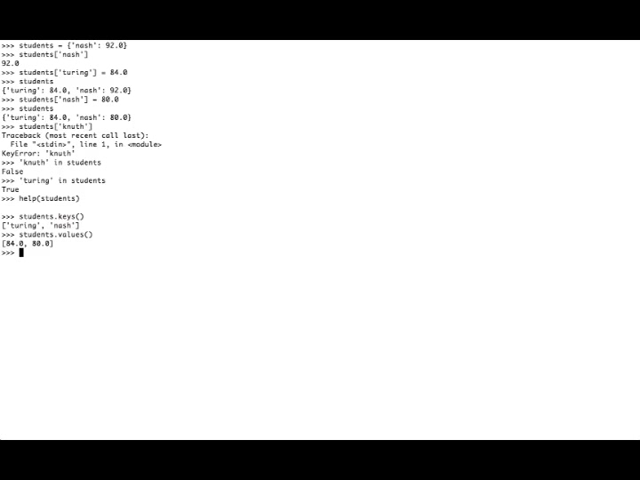 >>> students = {'nash': 92.0}
>>> students['nash']
92.0
>>> students['turing'] = 84.0
>>> students
{'turing': 84.0, 'nash': 92.0}
>>> students['nash'] = 80.0
>>> students
{'turing': 84.0, 'nash': 80.0}
>>> students['knuth']
Traceback (most recent call last):
  File "<stdin>", line 1, in <module>
KeyError: 'knuth'
>>> 'knuth' in students
False
>>> 'turing' in students
True
>>> help(students)

>>> students.keys()
['turing', 'nash']
>>> students.values()
[84.0, 80.0]
>>>